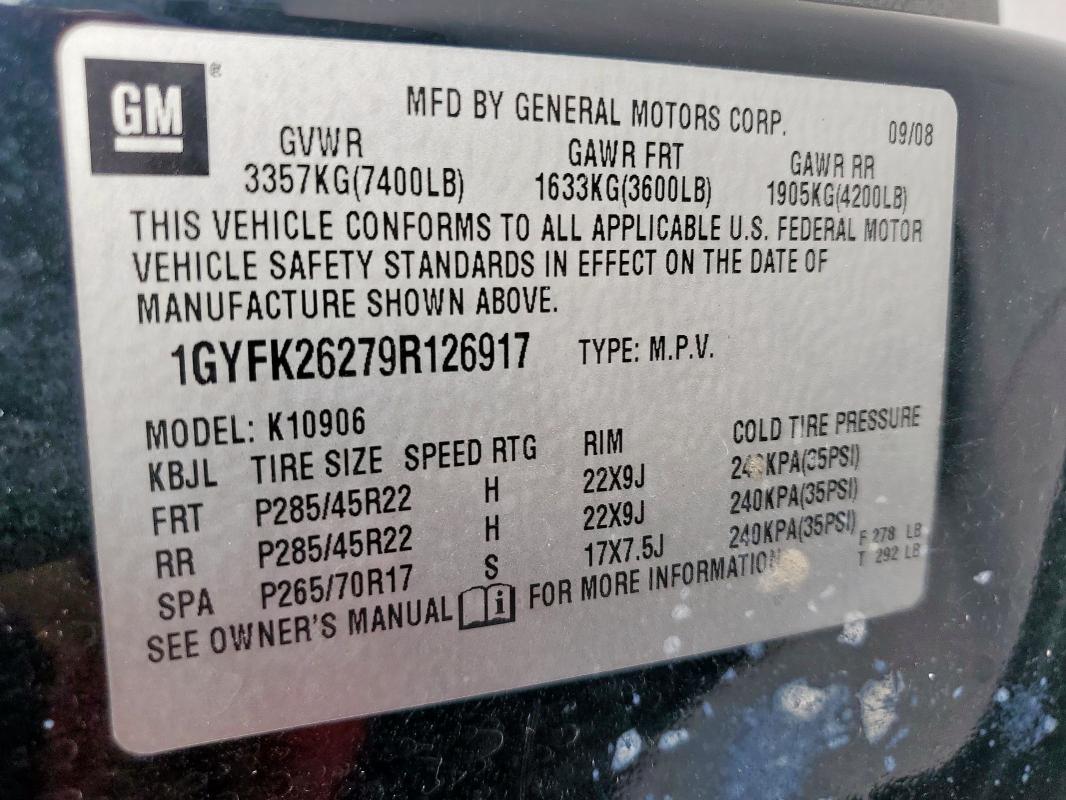 GM ®
MFD BY GENERAL MOTORS CORP. 09/08
GVWR GAWR FRT GAWR RR
3357KG(7400LB) 1633KG(3600LB) 1905KG(4200LB)
THIS VEHICLE CONFORMS TO ALL APPLICABLE U.S. FEDERAL MOTOR
VEHICLE SAFETY STANDARDS IN EFFECT ON THE DATE OF
MANUFACTURE SHOWN ABOVE.
1GYFK26279R126917 TYPE: M.P.V.
MODEL: K10906
KBJL TIRE SIZE SPEED RTG RIM COLD TIRE PRESSURE
FRT P285/45R22 H 22X9J 240KPA(35PSI)
RR P285/45R22 H 22X9J 240KPA(35PSI)
SPA P265/70R17 S 17X7.5J 240KPA(35PSI) F 278 LB
T 292 LB
SEE OWNER'S MANUAL i FOR MORE INFORMATION